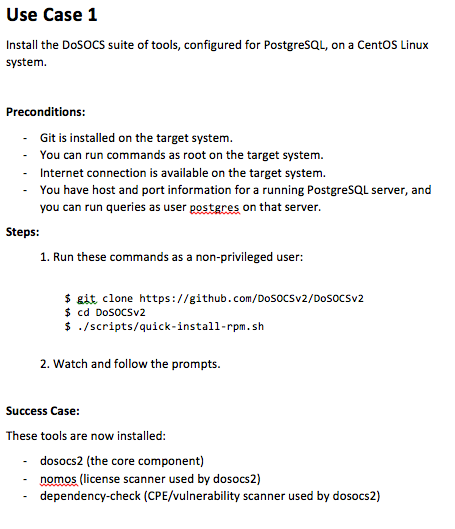 Use Case 1
Install the DoSOCS suite of tools, configured for PostgreSQL, on a CentOS Linux
system.
Preconditions:
- Git is installed on the target system.
- You can run commands as root on the target system.
- Internet connection is available on the target system.
- You have host and port information for a running PostgreSQL server, and
you can run queries as user postgres on that server.
Steps:
1. Run these commands as a non-privileged user:
$ git clone https://github.com/DoSOCSv2/DoSOCSv2
$ cd DoSOCSv2
$ ./scripts/quick-install-rpm.sh
2. Watch and follow the prompts.
Success Case:
These tools are now installed:
- dosocs2 (the core component)
- nomos (license scanner used by dosocs2)
- dependency-check (CPE/vulnerability scanner used by dosocs2)